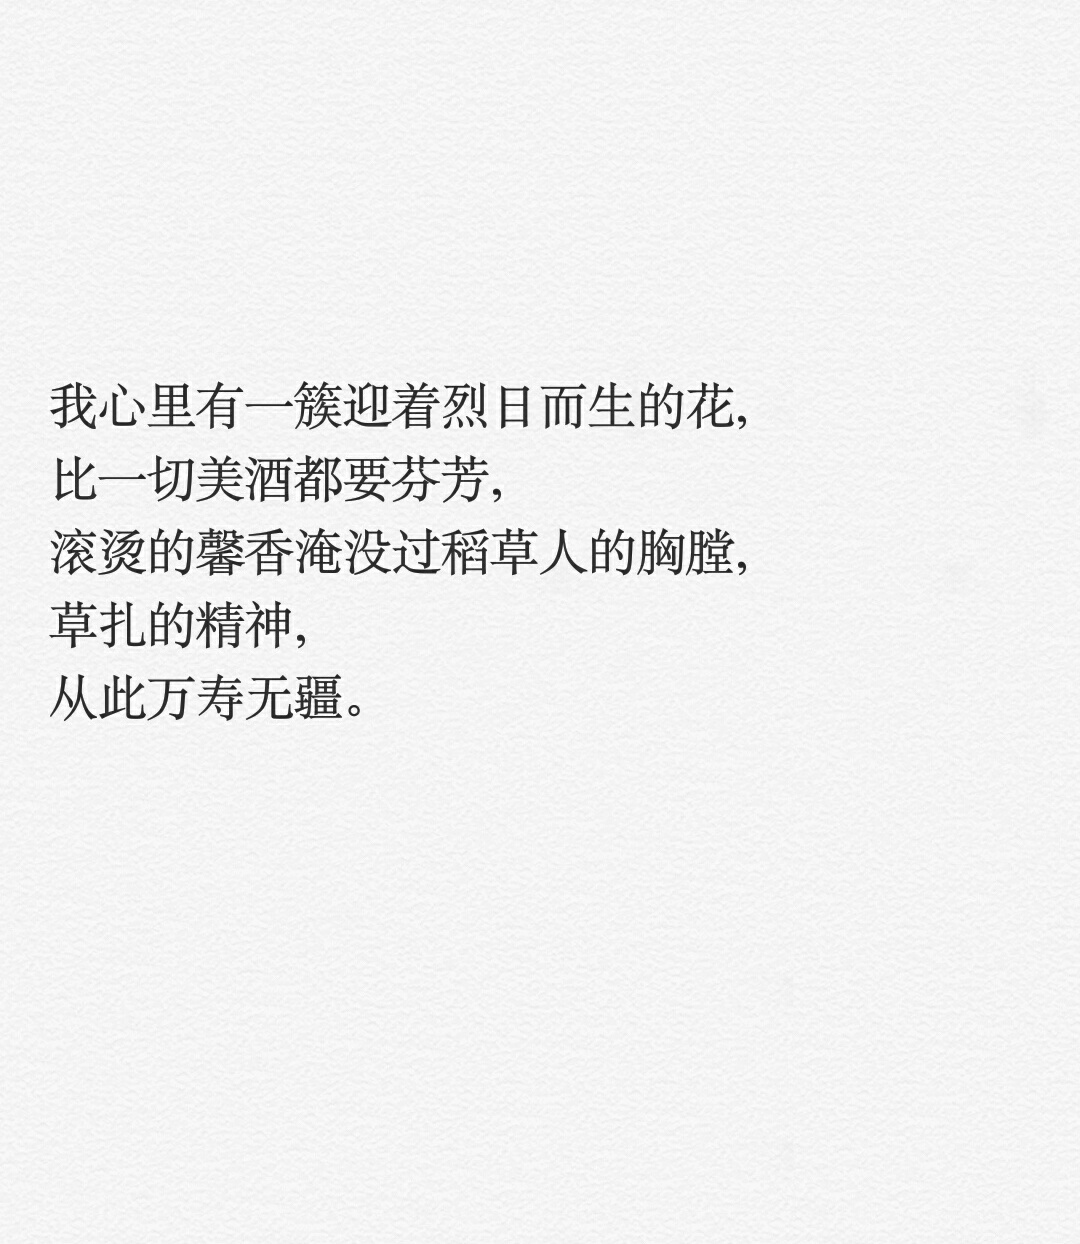 我心里有一簇迎着烈日而生的花，
比一切美酒都要芬芳，
滚烫的馨香淹没过稻草人的胸膛，
草扎的精神，
从此万寿无疆。